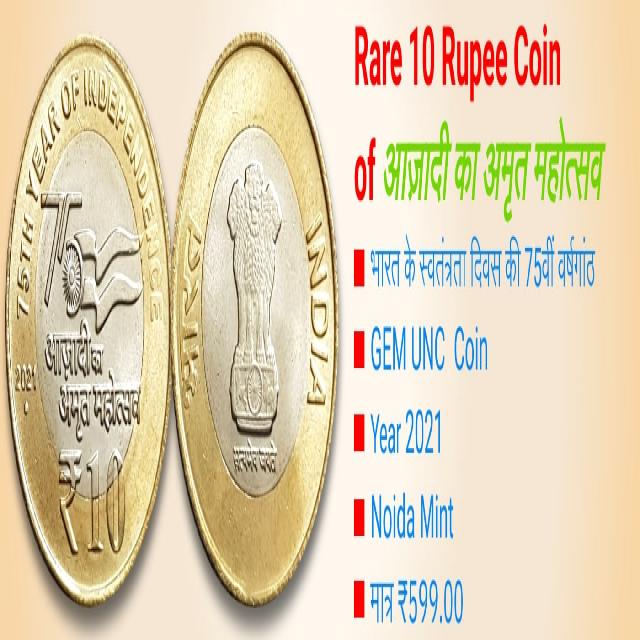 75TH YEAR OF INDEPENDENCE
75
आज़ादी का
अमृत महोत्सव
2021
₹10
भारत
INDIA
सत्यमेव जयते
Rare 10 Rupee Coin
of आज़ादी का अमृत महोत्सव
भारत के स्वतंत्रता दिवस की 75वीं वर्षगांठ
GEM UNC Coin
Year 2021
Noida Mint
मात्र ₹599.00